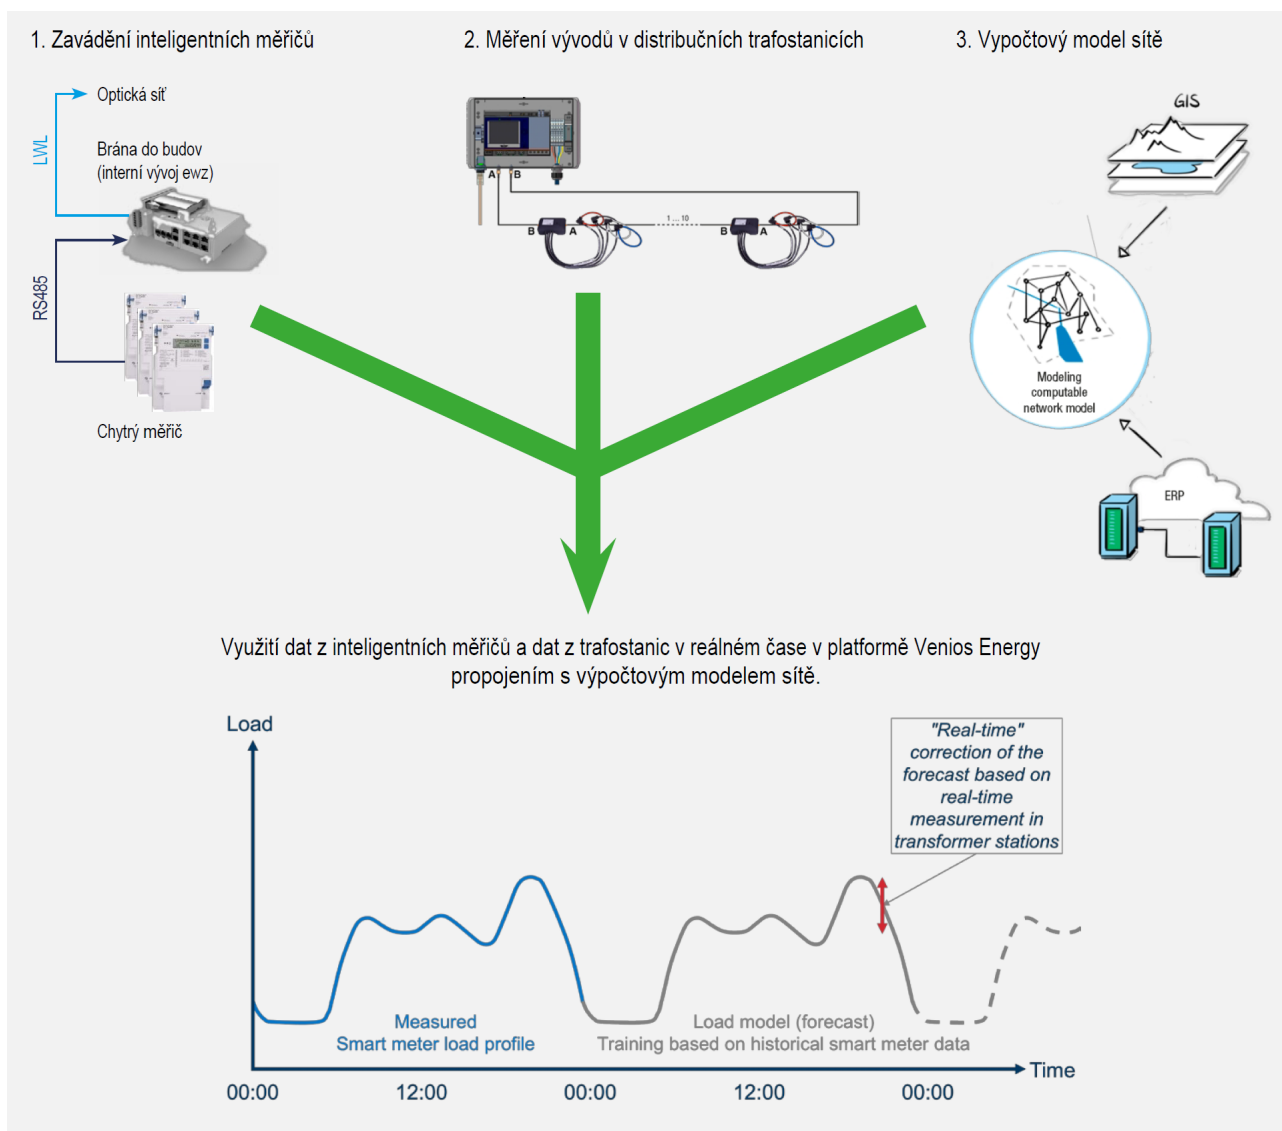 1. Zavádění inteligentních měřičů
2. Měření vývodů v distribučních trafostanicích
3. Vypočtový model sítě
Optická síť
LWL
Brána do budov
(interní vývoj ewz)
RS485
Chytrý měřič
A B
B A
1 ... 10
B A
GIS
Modeling
computable
network model
ERP
Využití dat z inteligentních měřičů a dat z trafostanic v reálném čase v platformě Venios Energy
propojením s výpočtovým modelem sítě.
Load
"Real-time"
correction of the
forecast based on
real-time
measurement in
transformer stations
Measured
Smart meter load profile
Load model (forecast)
Training based on historical smart meter data
Time
00:00
12:00
00:00
12:00
00:00